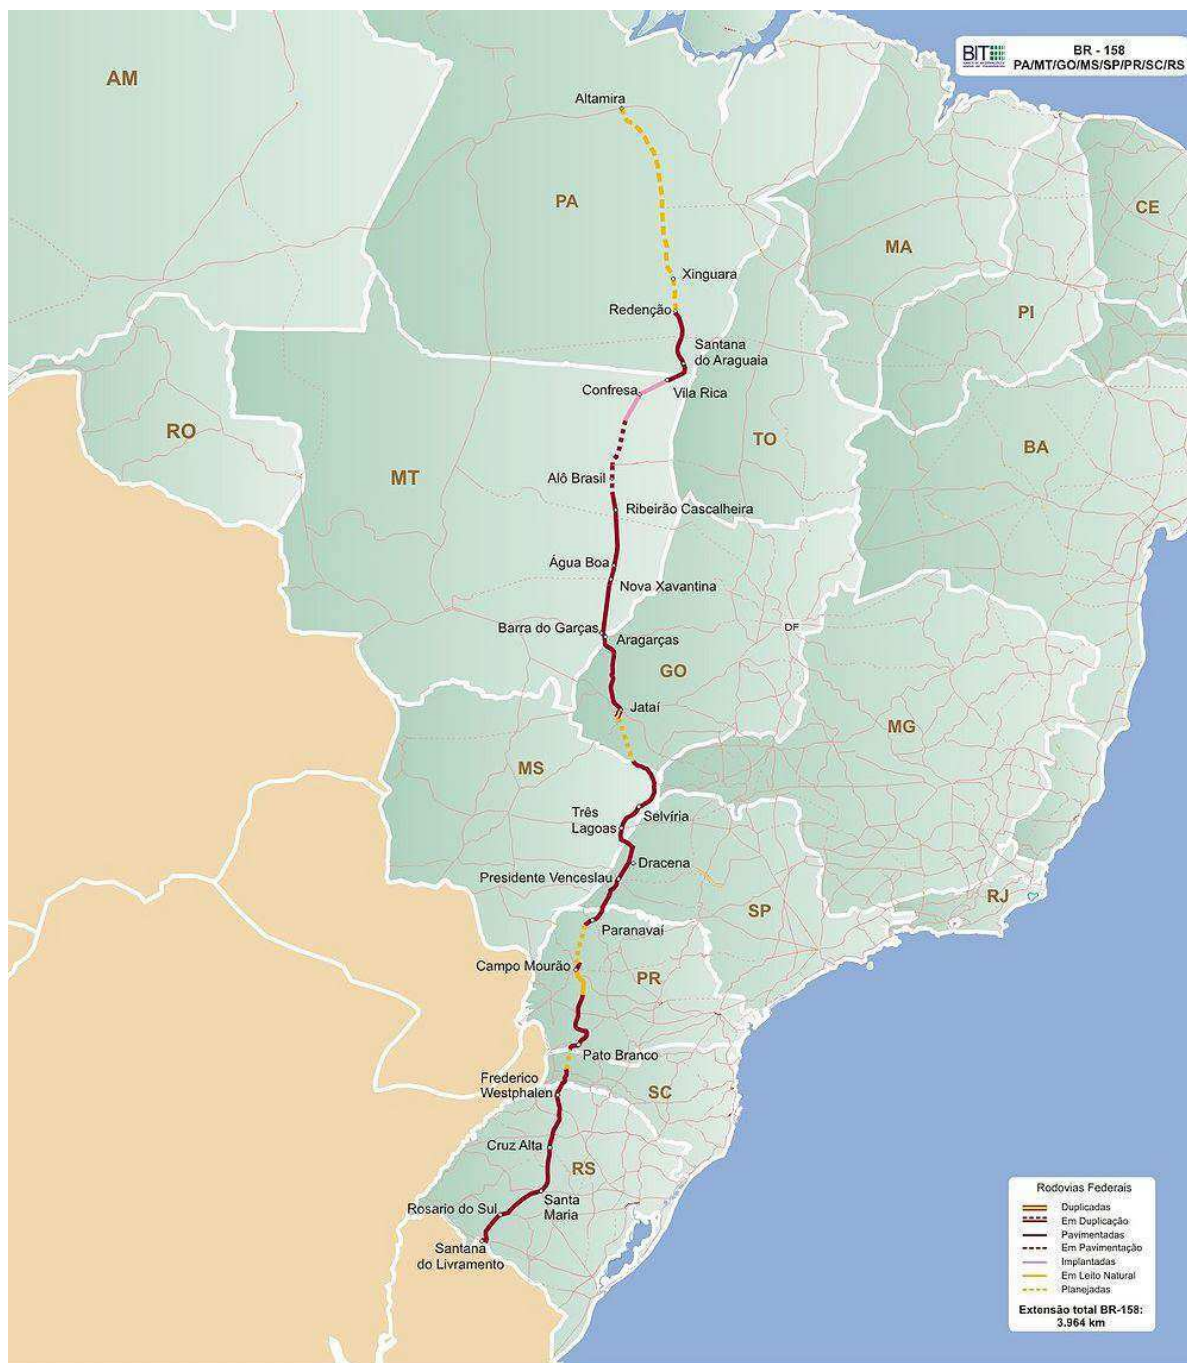 BIT
BR - 158
PA/MT/GO/MS/SP/PR/SC/RS
AM
Altamira
PA
CE
MA
Xinguara
PI
Redenção
Santana
do Araguaia
Confresa
Vila Rica
RO
TO
BA
MT
Alô Brasil
Ribeirão Cascalheira
Água Boa
Nova Xavantina
Barra do Garças
Aragarças
DF
GO
Jataí
MG
MS
Três
Lagoas
Selvíria
Dracena
Presidente Venceslau
RJ
SP
Paranavaí
Campo Mourão
PR
Pato Branco
Frederico
Westphalen
SC
Cruz Alta
RS
Santa
Maria
Rosario do Sul
Santana
do Livramento
Rodovias Federais
Duplicadas
Em Duplicação
Pavimentadas
Em Pavimentação
Implantadas
Em Leito Natural
Planejadas
Extensão total BR-158:
3.964 km